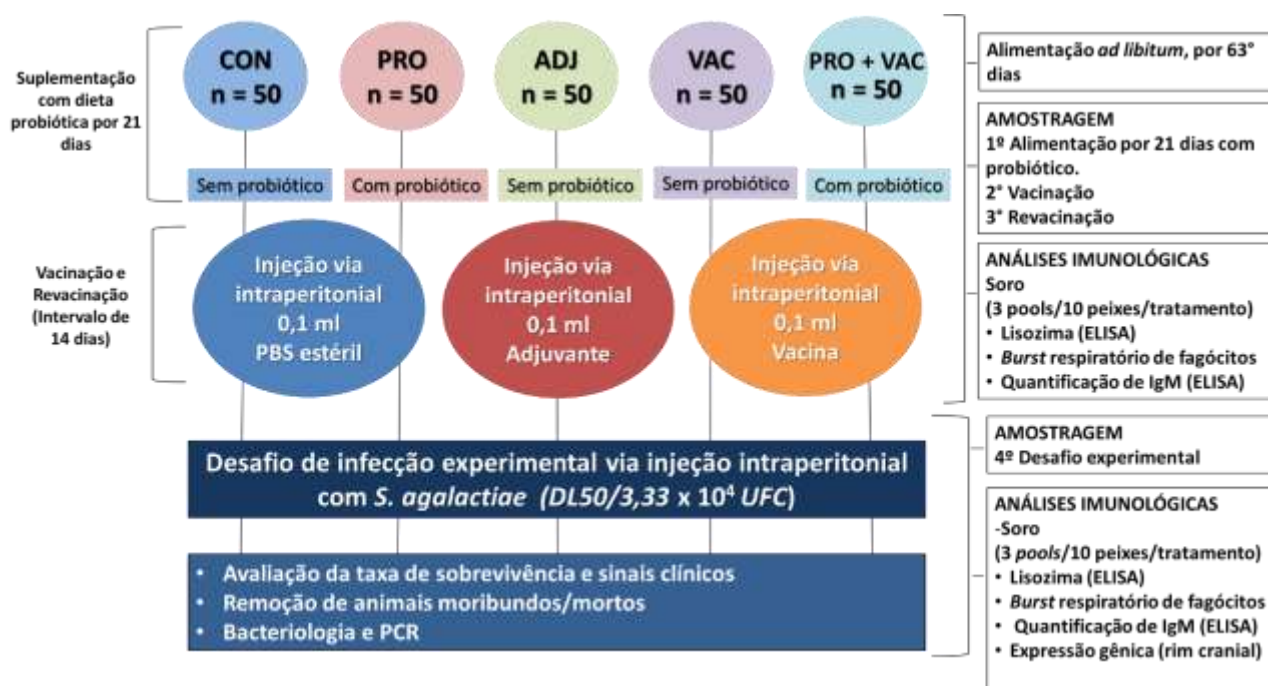 Suplementação
com dieta
probiótica por 21
dias
CON
n = 50
PRO
n = 50
ADJ
n = 50
VAC
n = 50
PRO + VAC
n = 50
Sem probiótico
Com probiótico
Sem probiótico
Sem probiótico
Com probiótico
Vacinação e
Revacinação
(Intervalo de
14 dias)
Injeção via
intraperitonial
0,1 ml
PBS estéril
Injeção via
intraperitonial
0,1 ml
Adjuvante
Injeção via
intraperitonial
0,1 ml
Vacina
Desafio de infecção experimental via injeção intraperitonial
com S. agalactiae (DL50/3,33 x 10⁴ UFC)
• Avaliação da taxa de sobrevivência e sinais clínicos
• Remoção de animais moribundos/mortos
• Bacteriologia e PCR
Alimentação ad libitum, por 63°
dias
AMOSTRAGEM
1º Alimentação por 21 dias com
probiótico.
2° Vacinação
3° Revacinação
ANÁLISES IMUNOLÓGICAS
Soro
(3 pools/10 peixes/tratamento)
• Lisozima (ELISA)
• Burst respiratório de fagócitos
• Quantificação de IgM (ELISA)
AMOSTRAGEM
4º Desafio experimental
ANÁLISES IMUNOLÓGICAS
-Soro
(3 pools/10 peixes/tratamento)
• Lisozima (ELISA)
• Burst respiratório de fagócitos
• Quantificação de IgM (ELISA)
• Expressão gênica (rim cranial)